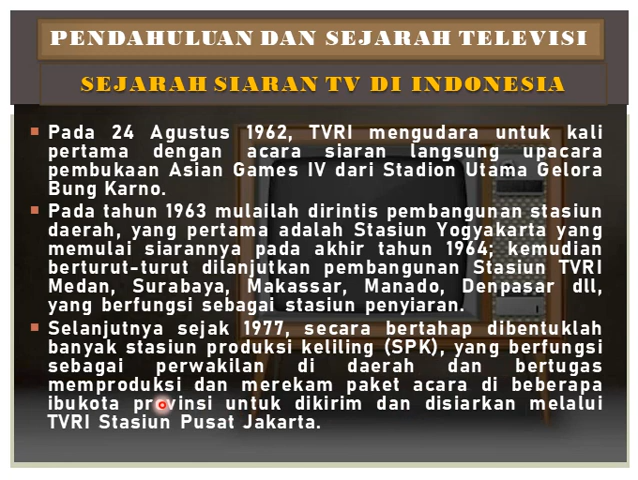 PENDAHULUAN DAN SEJARAH TELEVISI
SEJARAH SIARAN TV DI INDONESIA
▪ Pada 24 Agustus 1962, TVRI mengudara untuk kali
pertama dengan acara siaran langsung upacara
pembukaan Asian Games IV dari Stadion Utama Gelora
Bung Karno.
▪ Pada tahun 1963 mulailah dirintis pembangunan stasiun
daerah, yang pertama adalah Stasiun Yogyakarta yang
memulai siarannya pada akhir tahun 1964; kemudian
berturut-turut dilanjutkan pembangunan Stasiun TVRI
Medan, Surabaya, Makassar, Manado, Denpasar dll,
yang berfungsi sebagai stasiun penyiaran.
▪ Selanjutnya sejak 1977, secara bertahap dibentuklah
banyak stasiun produksi keliling (SPK), yang berfungsi
sebagai perwakilan di daerah dan bertugas
memproduksi dan merekam paket acara di beberapa
ibukota provinsi untuk dikirim dan disiarkan melalui
TVRI Stasiun Pusat Jakarta.